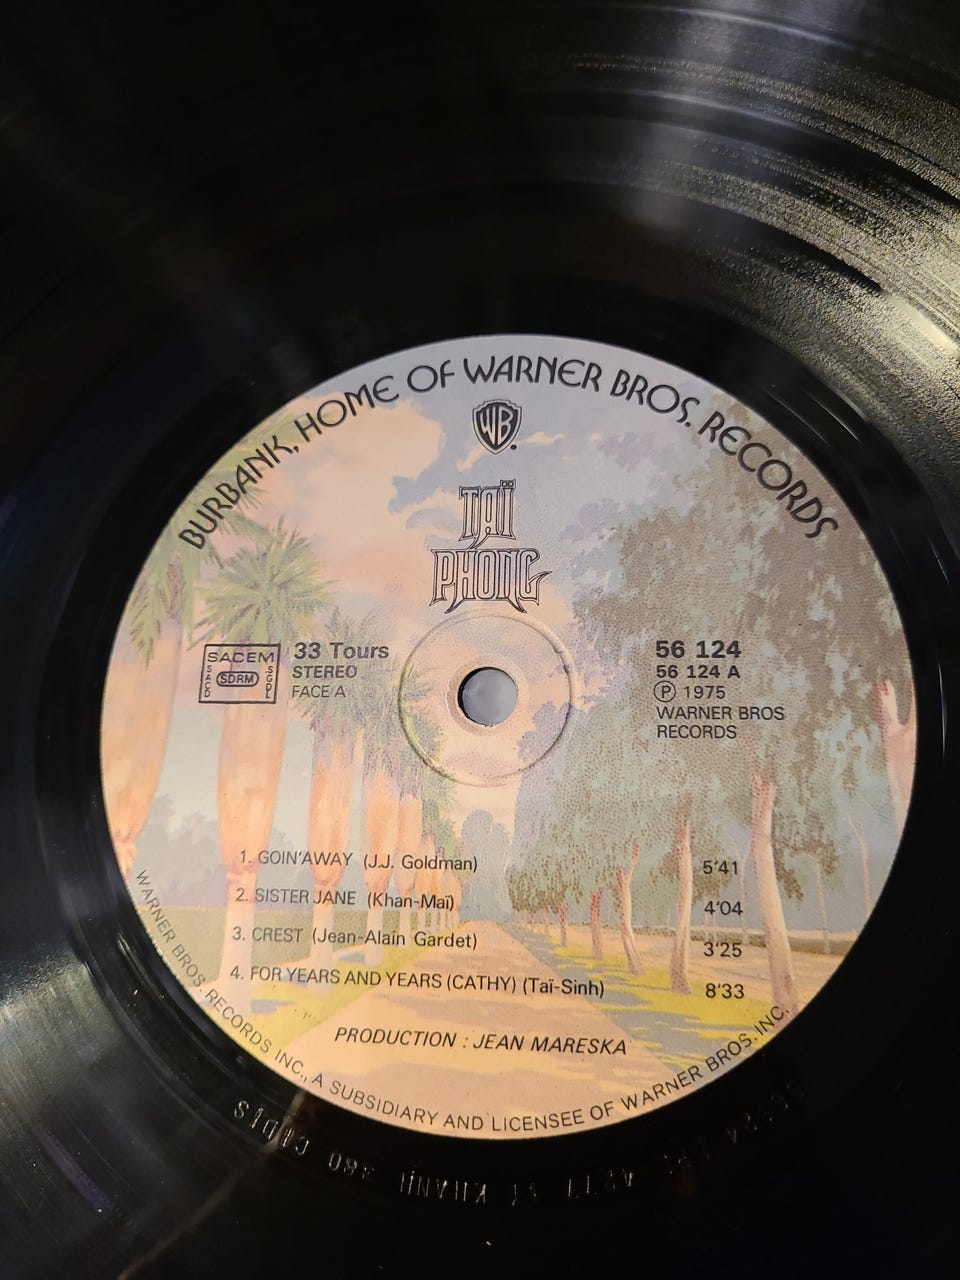 BURBANK, HOME OF WARNER BROS. RECORDS
WB
TAÏ
PHONG
SACEM
SACD
SDRM
SGDL
33 Tours
STEREO
FACE A
56 124
56 124 A
Ⓟ 1975
WARNER BROS
RECORDS
1. GOIN'AWAY (J.J. Goldman) 5'41
2. SISTER JANE (Khan-Maï) 4'04
3. CREST (Jean-Alain Gardet) 3'25
4. FOR YEARS AND YEARS (CATHY) (Taï-Sinh) 8'33
PRODUCTION : JEAN MARESKA
WARNER BROS. RECORDS INC., A SUBSIDIARY AND LICENSEE OF WARNER BROS. INC.
380